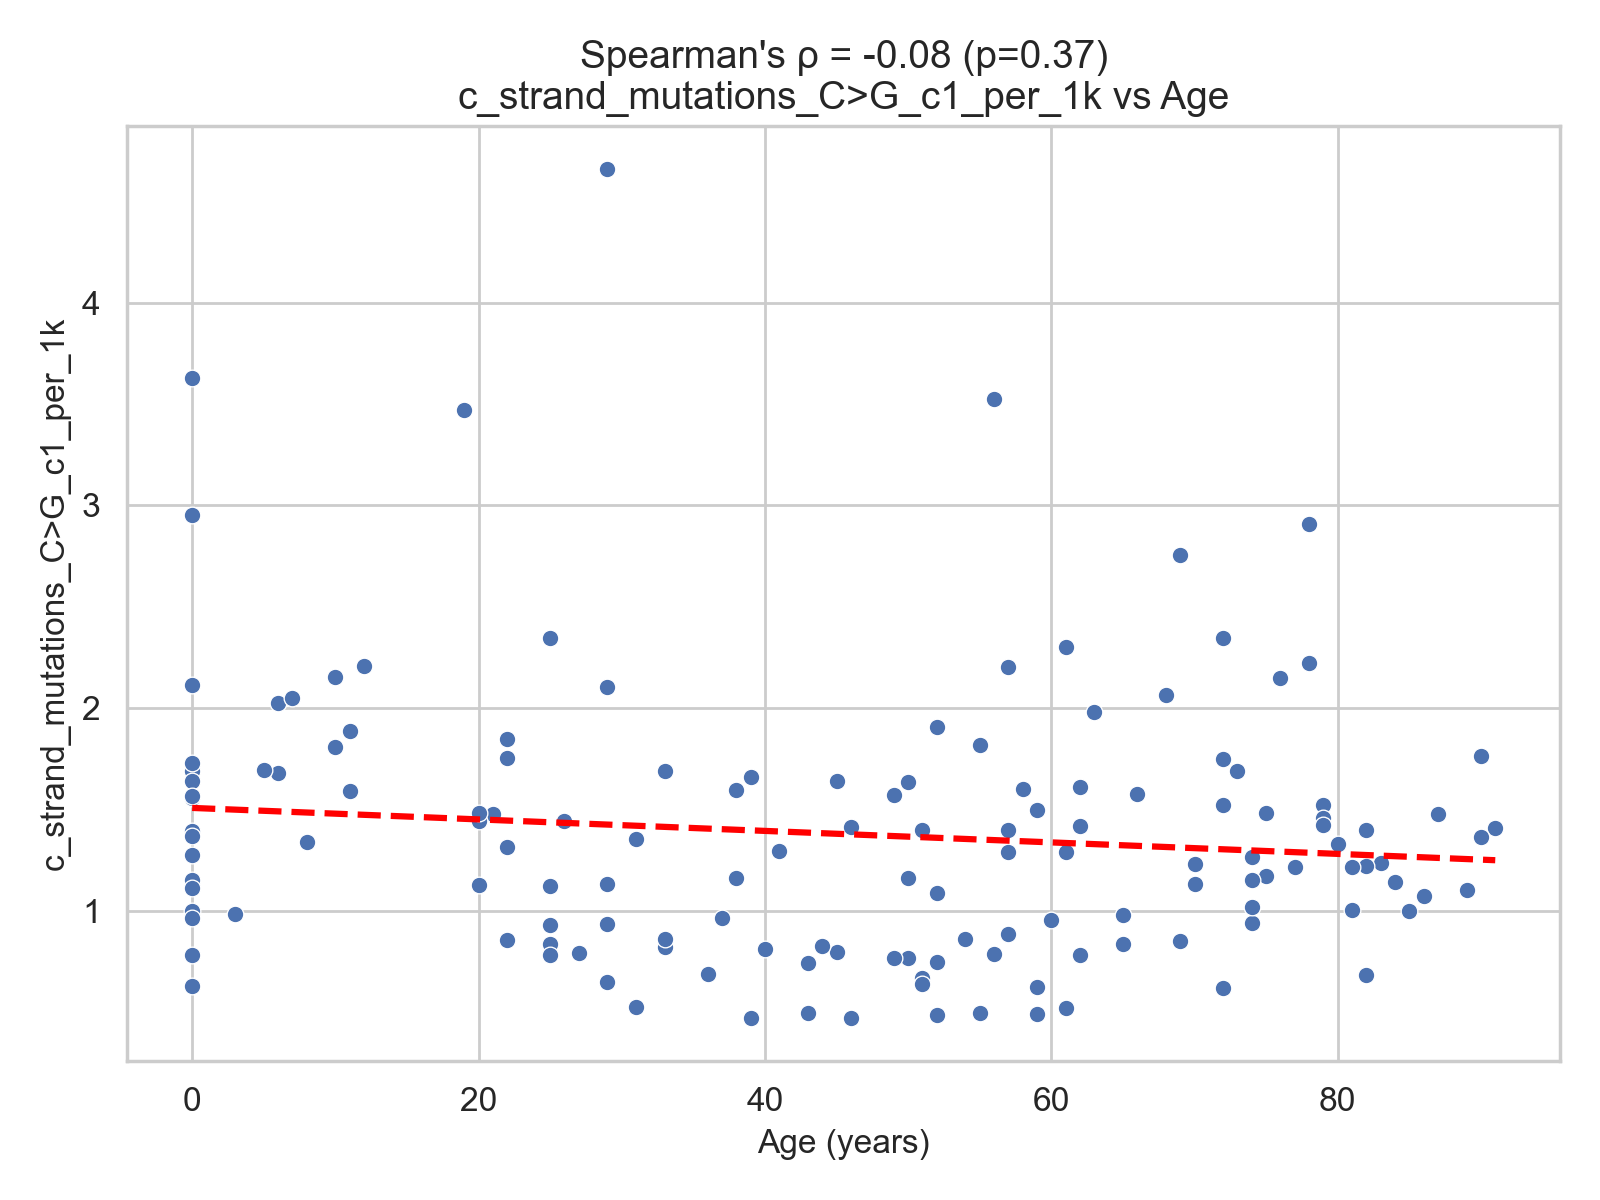 Spearman's ρ = -0.08 (p=0.37)
c_strand_mutations_C>G_c1_per_1k vs Age
c_strand_mutations_C>G_c1_per_1k
4
3
2
1
0
20
40
60
80
Age (years)